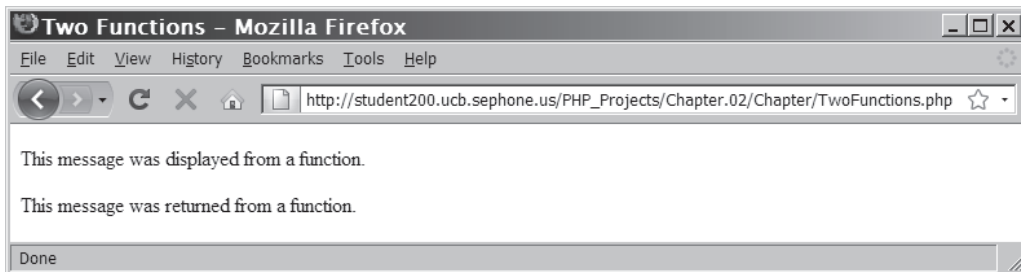 Two Functions – Mozilla Firefox
File Edit View History Bookmarks Tools Help
http://student200.ucb.sephone.us/PHP_Projects/Chapter.02/Chapter/TwoFunctions.php
This message was displayed from a function.
This message was returned from a function.
Done